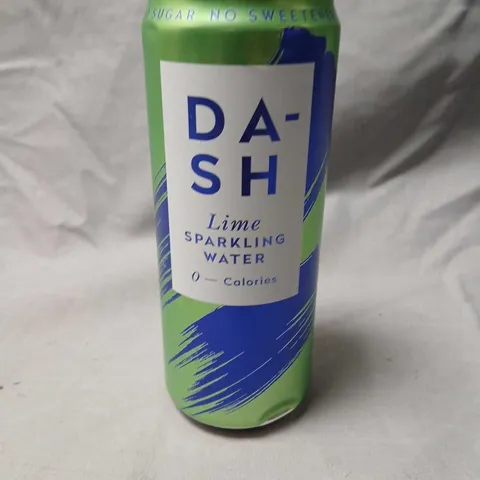 SUGAR NO SWEETENE
DA-
SH
Lime
SPARKLING
WATER
0 — Calories